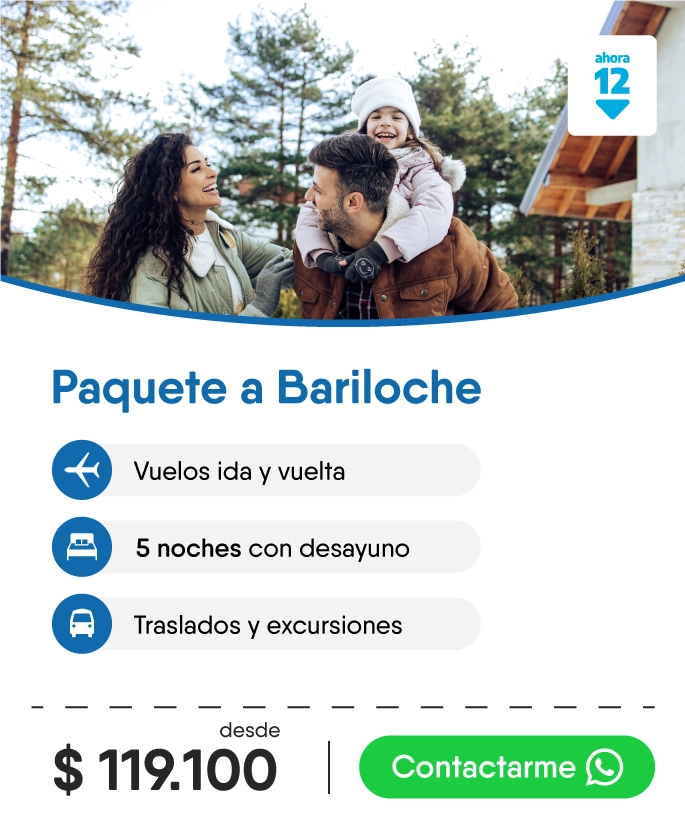 ahora
12
Paquete a Bariloche
Vuelos ida y vuelta
5 noches con desayuno
Traslados y excursiones
desde
$ 119.100
Contactarme